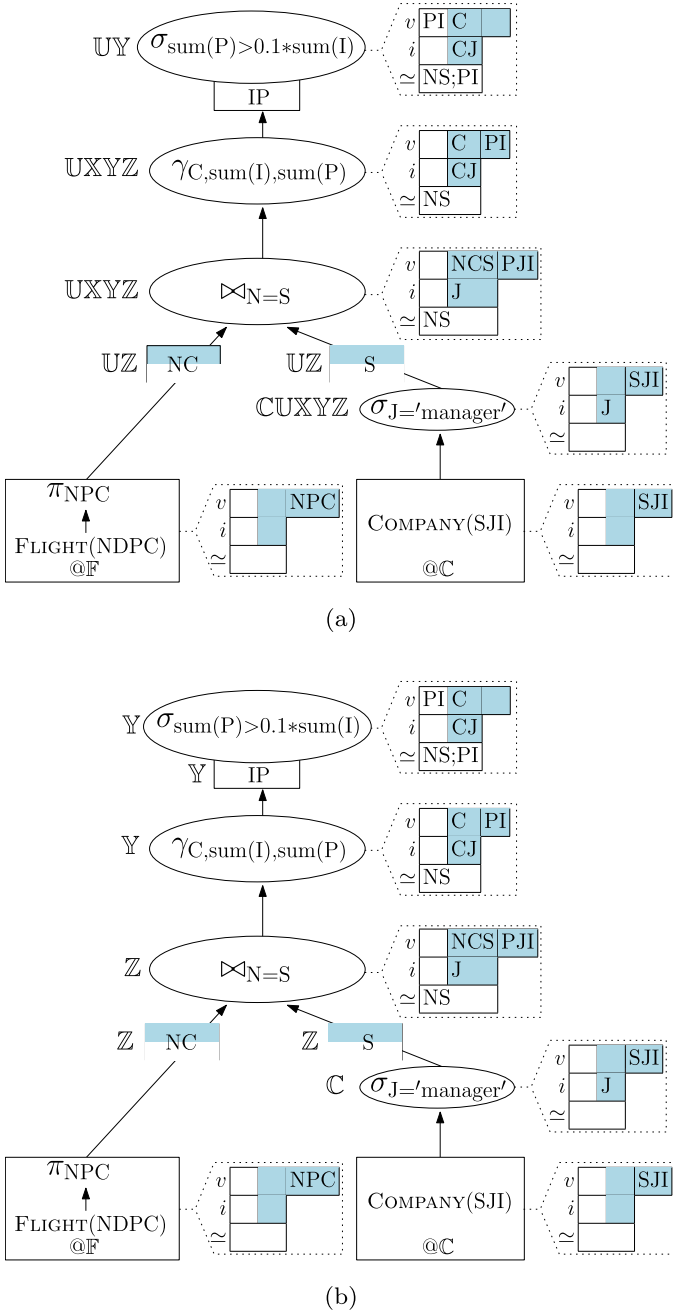 𝕌𝕐 σsum(P)>0.1*sum(I)
v PI C
i CJ
≃ NS;PI
IP
𝕌𝕏𝕐ℤ γC,sum(I),sum(P)
v C PI
i CJ
≃ NS
𝕌𝕏𝕐ℤ ⋈N=S
v NCS PJI
i J
≃ NS
𝕌ℤ NC
𝕌ℤ S
ℂ𝕌𝕏𝕐ℤ σJ='manager'
v SJI
i J
≃
πNPC
FLIGHT(NDPC)
@𝔽
v NPC
i
≃
COMPANY(SJI)
@ℂ
v SJI
i
≃
(a)
𝕐 σsum(P)>0.1*sum(I)
v PI C
i CJ
≃ NS;PI
𝕐 IP
𝕐 γC,sum(I),sum(P)
v C PI
i CJ
≃ NS
ℤ ⋈N=S
v NCS PJI
i J
≃ NS
ℤ NC
ℤ S
ℂ σJ='manager'
v SJI
i J
≃
πNPC
FLIGHT(NDPC)
@𝔽
v NPC
i
≃
COMPANY(SJI)
@ℂ
v SJI
i
≃
(b)